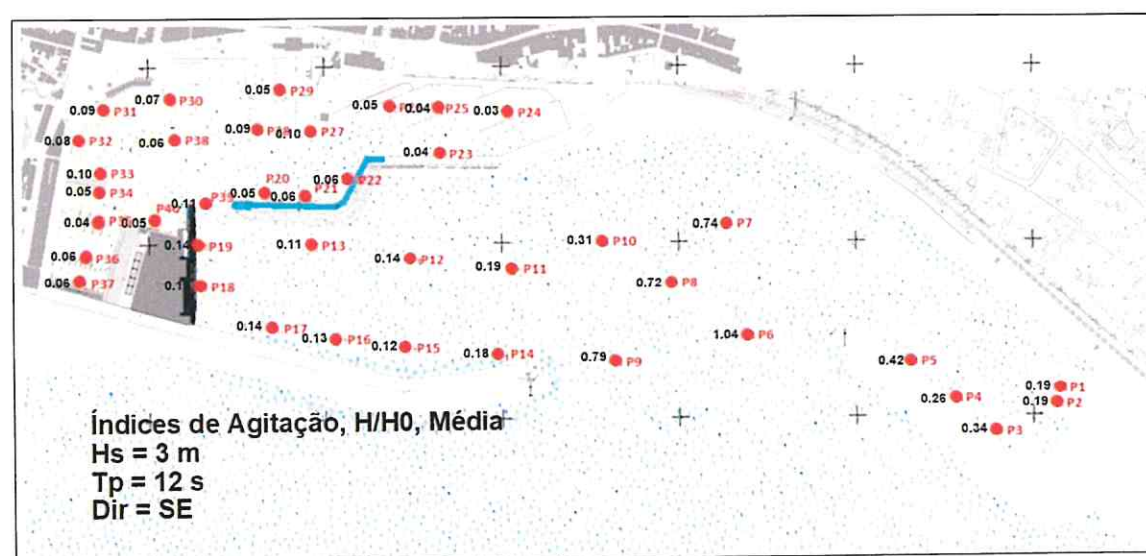 0.05 P29
0.07 P30
0.09 P31
0.05
0.04 P25
0.03 P24
0.08 P32
0.06 P38
0.09
0.10 P27
0.04 P23
0.10 P33
0.05 P34
0.06 P22
0.05 P20
0.06 P21
0.11
0.04
0.05
0.74 P7
0.14 P19
0.11 P13
0.31 P10
0.06 P36
0.14 P12
0.19 P11
0.06 P37
P18
0.72 P8
0.14 P17
0.13 P16
0.12 P15
0.18 P14
0.79 P9
1.04 P6
0.42 P5
0.19 P1
0.26 P4
0.19 P2
0.34 P3
Índices de Agitação, H/H0, Média
Hs = 3 m
Tp = 12 s
Dir = SE